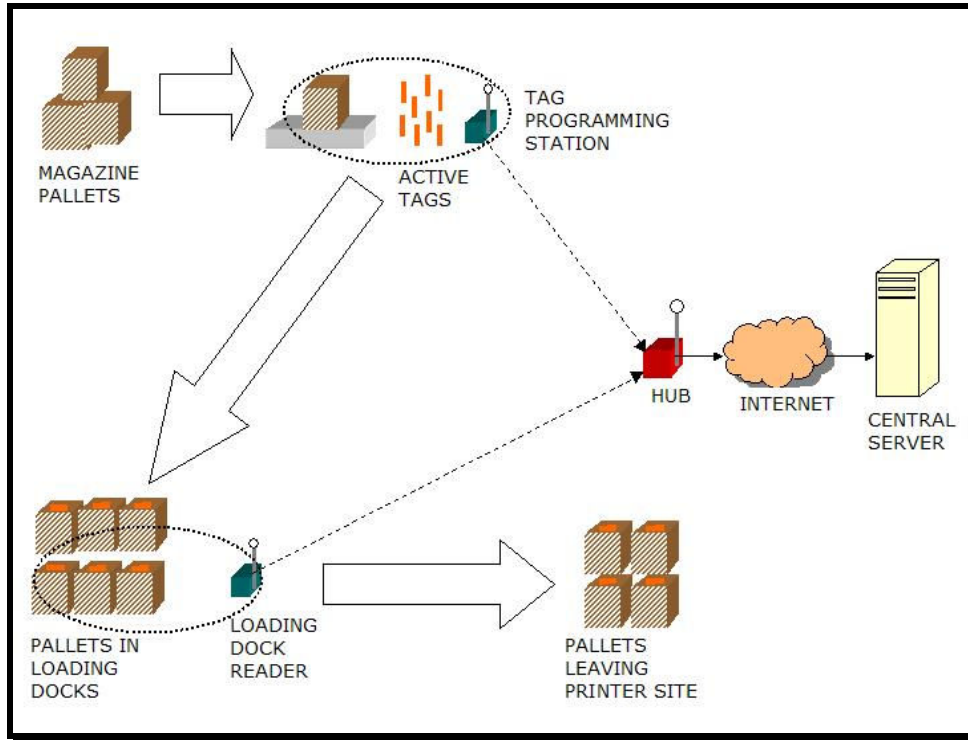 MAGAZINE
PALLETS
ACTIVE
TAGS
TAG
PROGRAMMING
STATION
HUB
INTERNET
CENTRAL
SERVER
PALLETS IN
LOADING
DOCKS
LOADING
DOCK
READER
PALLETS
LEAVING
PRINTER SITE